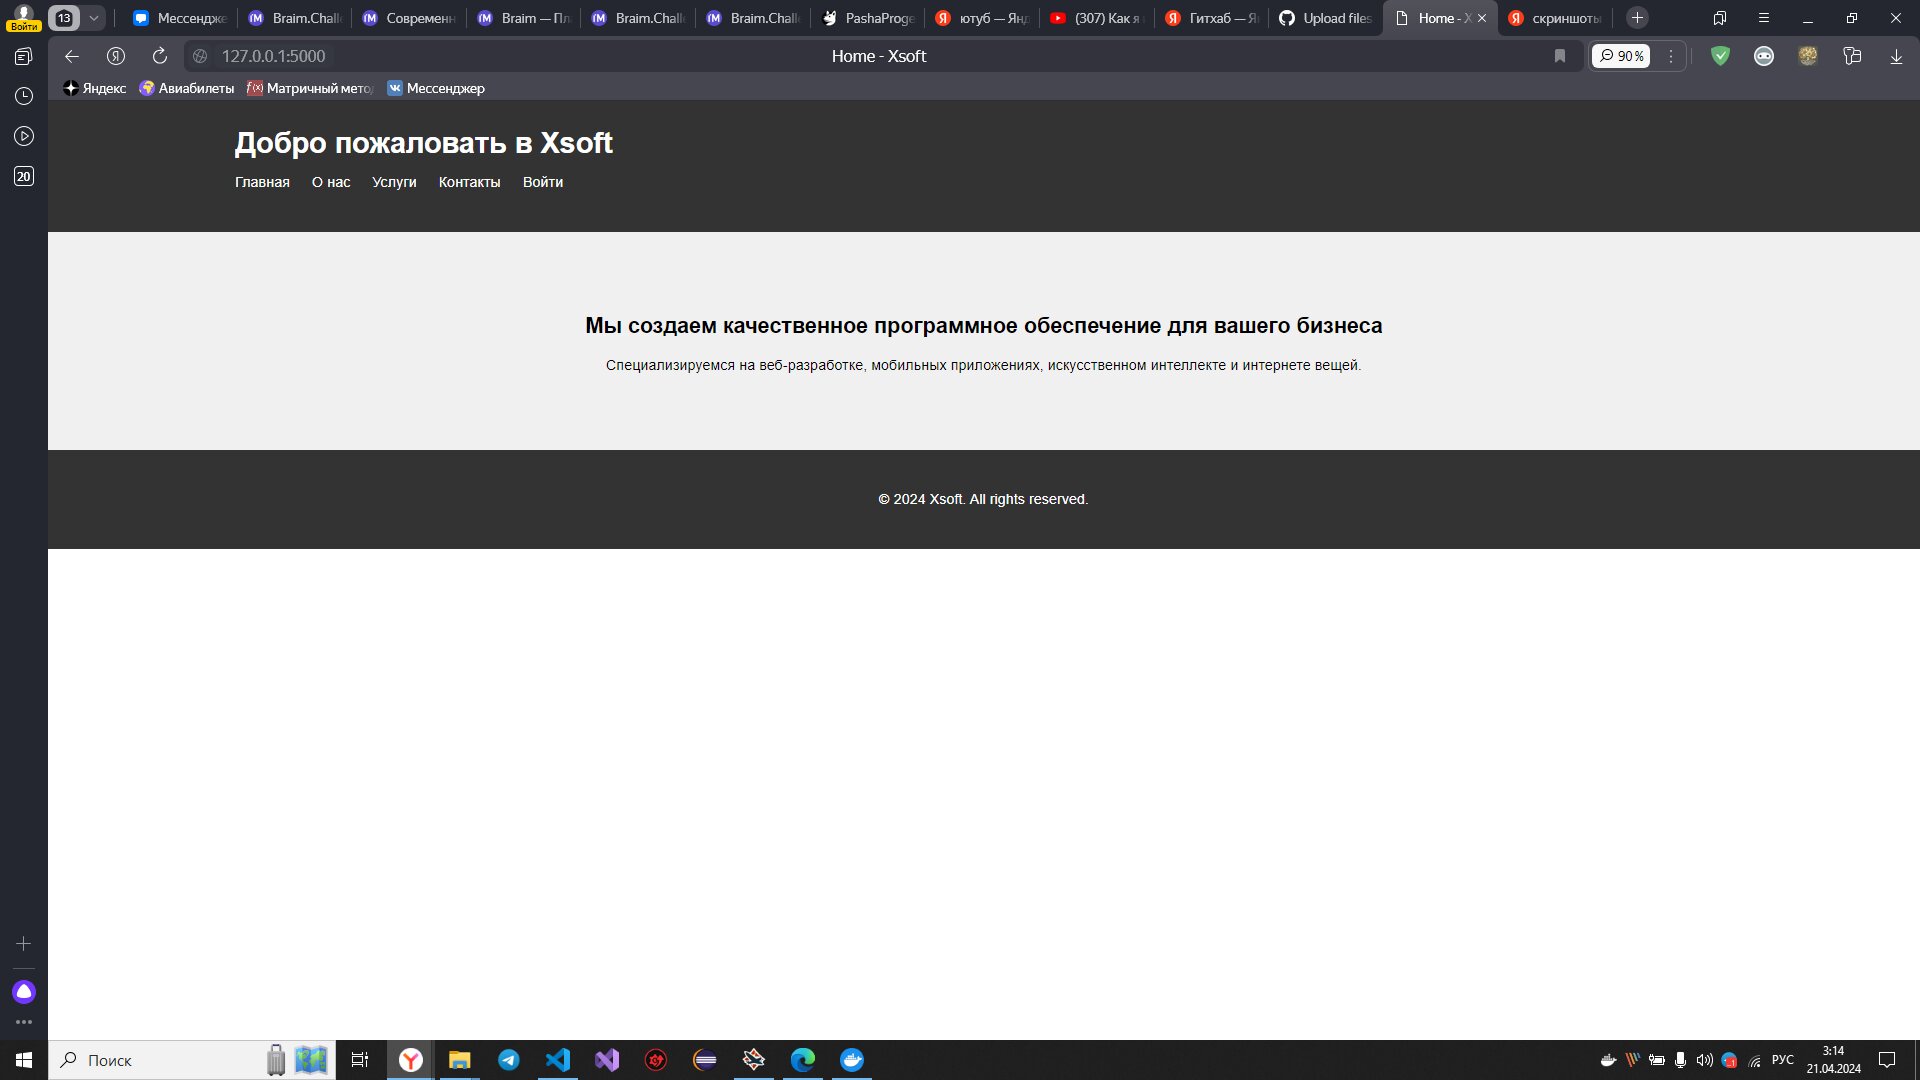 Войти
13
Мессендже
Braim.Chall
Современн
Braim — Пл
Braim.Chall
Braim.Chall
PashaProge
ютуб — Янд
(307) Как я
Гитхаб — Я
Upload files
Home - X
скриншоты
127.0.0.1:5000
Home - Xsoft
90 %
Яндекс
Авиабилеты
Матричный мето
Мессенджер
20
Добро пожаловать в Xsoft
Главная О нас Услуги Контакты Войти
Мы создаем качественное программное обеспечение для вашего бизнеса
Специализируемся на веб-разработке, мобильных приложениях, искусственном интеллекте и интернете вещей.
© 2024 Xsoft. All rights reserved.
Поиск
РУС
3:14
21.04.2024